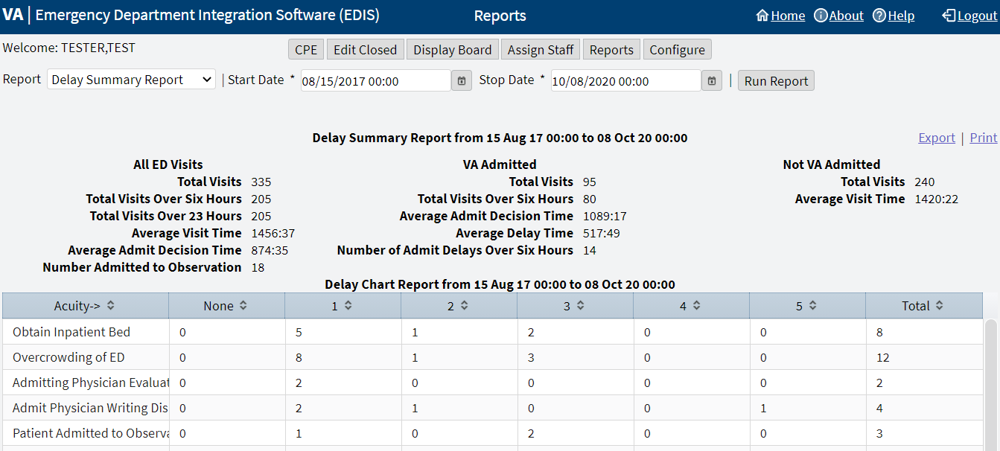 VA | Emergency Department Integration Software (EDIS) Reports Home About Help Logout
Welcome: TESTER,TEST CPE Edit Closed Display Board Assign Staff Reports Configure
Report Delay Summary Report | Start Date * 08/15/2017 00:00 Stop Date * 10/08/2020 00:00 | Run Report
Delay Summary Report from 15 Aug 17 00:00 to 08 Oct 20 00:00 Export | Print
All ED Visits VA Admitted Not VA Admitted
Total Visits 335 Total Visits 95 Total Visits 240
Total Visits Over Six Hours 205 Total Visits Over Six Hours 80 Average Visit Time 1420:22
Total Visits Over 23 Hours 205 Average Admit Decision Time 1089:17
Average Visit Time 1456:37 Average Delay Time 517:49
Average Admit Decision Time 874:35 Number of Admit Delays Over Six Hours 14
Number Admitted to Observation 18
Delay Chart Report from 15 Aug 17 00:00 to 08 Oct 20 00:00
Acuity-> None 1 2 3 4 5 Total
Obtain Inpatient Bed 0 5 1 2 0 0 8
Overcrowding of ED 0 8 1 3 0 0 12
Admitting Physician Evaluat 0 2 0 0 0 0 2
Admit Physician Writing Dis 0 2 1 0 0 1 4
Patient Admitted to Observa 0 1 0 2 0 0 3